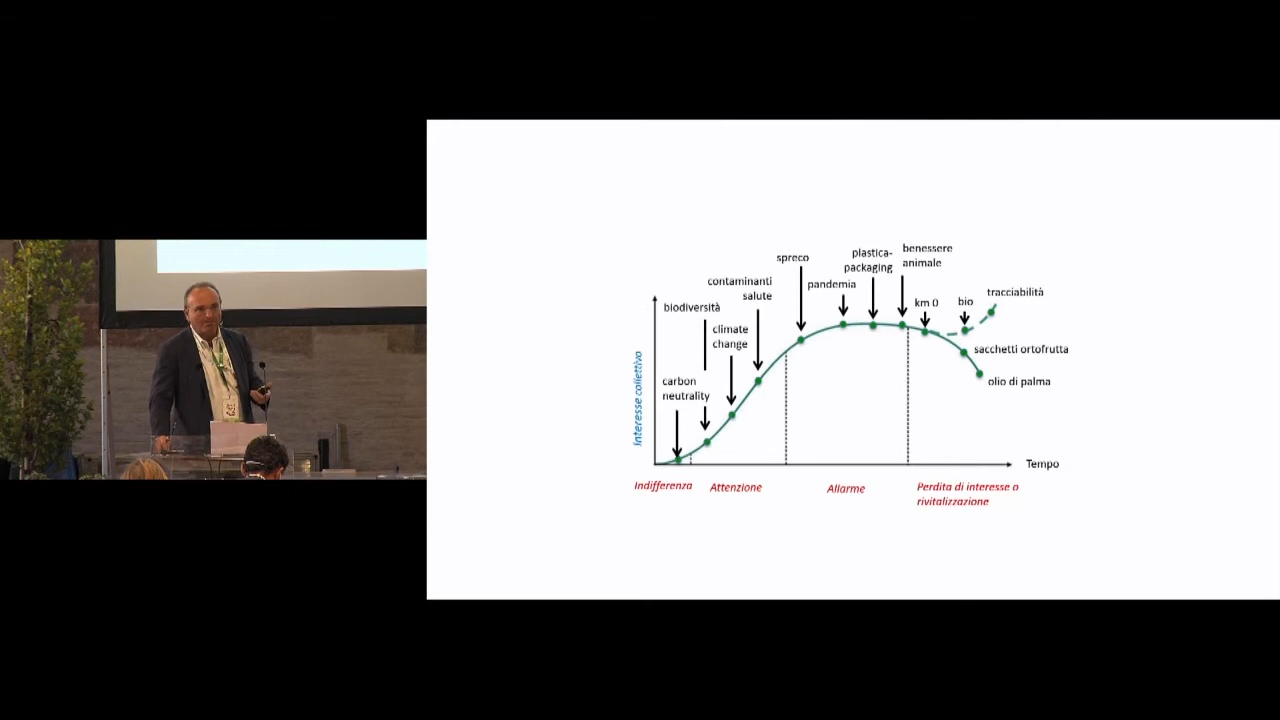 spreco
plastica-
packaging
benessere
animale
contaminanti
salute
pandemia
biodiversità
km 0
bio
tracciabilità
climate
change
sacchetti ortofrutta
carbon
neutrality
olio di palma
Interesse collettivo
Tempo
Indifferenza
Attenzione
Allarme
Perdita di interesse o
rivitalizzazione